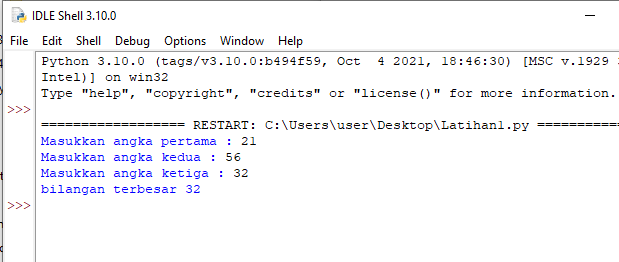 IDLE Shell 3.10.0
File Edit Shell Debug Options Window Help
Python 3.10.0 (tags/v3.10.0:b494f59, Oct  4 2021, 18:46:30) [MSC v.1929
Intel)] on win32
Type "help", "copyright", "credits" or "license()" for more information.
>>>
================== RESTART: C:\Users\user\Desktop\Latihan1.py ===========
Masukkan angka pertama : 21
Masukkan angka kedua : 56
Masukkan angka ketiga : 32
bilangan terbesar 32
>>>